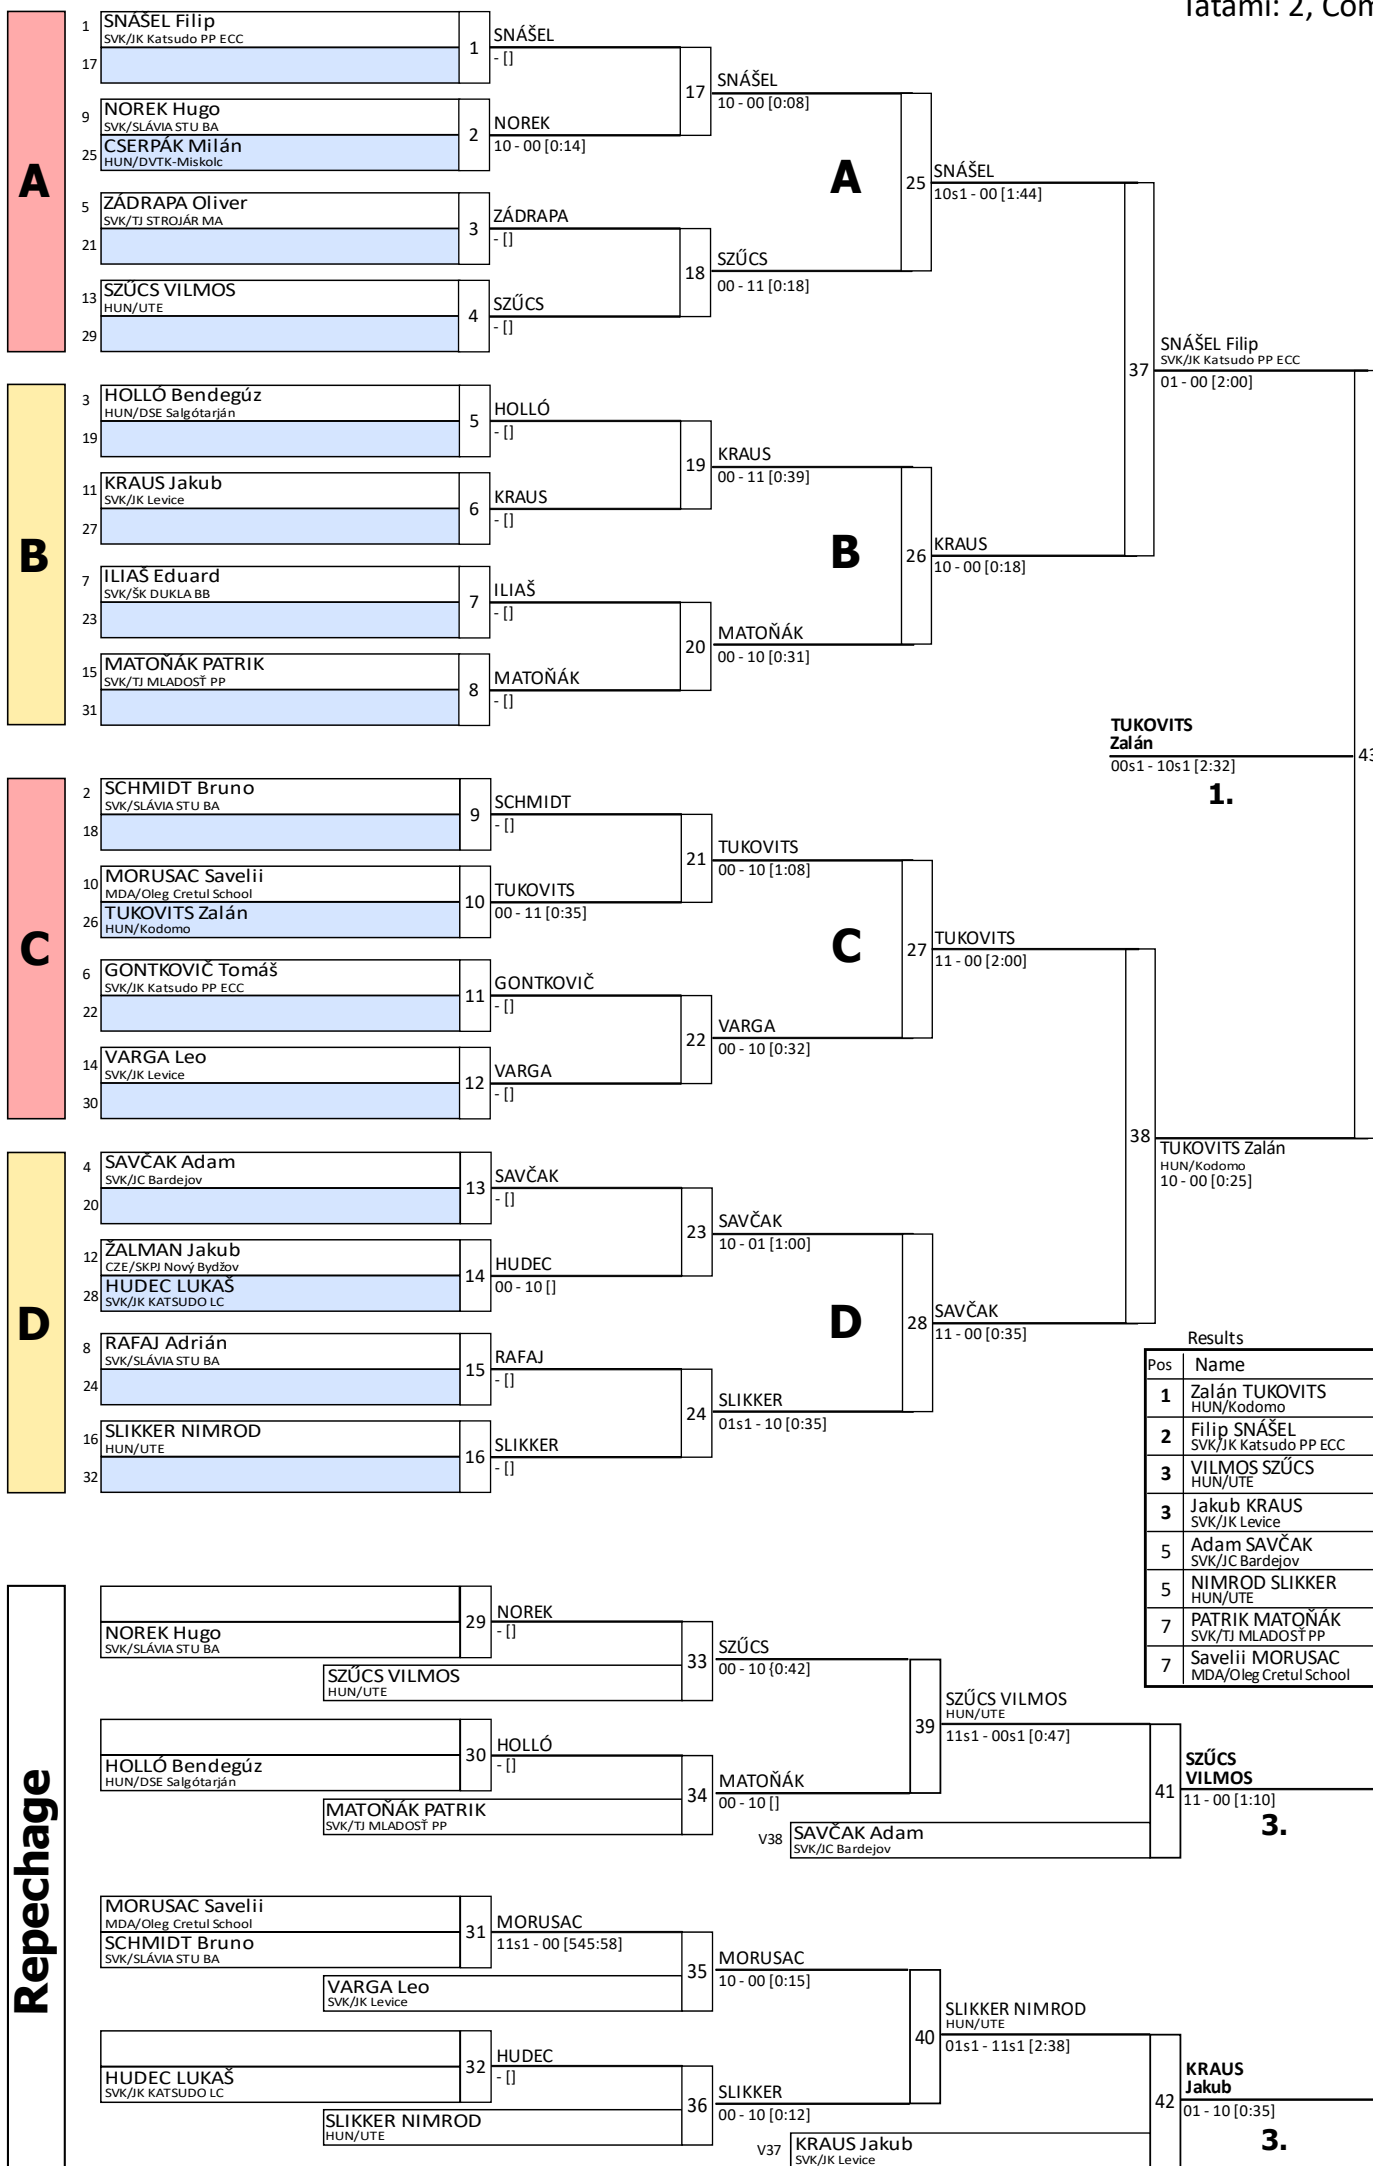 Tatami: 2, Com
A
1 SNÁŠEL Filip
SVK/JK Katsudo PP ECC
17
1
SNÁŠEL
- []
9 NOREK Hugo
SVK/SLÁVIA STU BA
25 CSERPÁK Milán
HUN/DVTK-Miskolc
2
NOREK
10 - 00 [0:14]
17
SNÁŠEL
10 - 00 [0:08]
5 ZÁDRAPA Oliver
SVK/TJ STROJÁR MA
21
3
ZÁDRAPA
- []
13 SZŰCS VILMOS
HUN/UTE
29
4
SZŰCS
- []
18
SZŰCS
00 - 11 [0:18]
A
25
SNÁŠEL
10s1 - 00 [1:44]
B
3 HOLLÓ Bendegúz
HUN/DSE Salgótarján
19
5
HOLLÓ
- []
11 KRAUS Jakub
SVK/JK Levice
27
6
KRAUS
- []
19
KRAUS
00 - 11 [0:39]
7 ILIAŠ Eduard
SVK/ŠK DUKLA BB
23
7
ILIAŠ
- []
15 MATOŇÁK PATRIK
SVK/TJ MLADOSŤ PP
31
8
MATOŇÁK
- []
20
MATOŇÁK
00 - 10 [0:31]
B
26
KRAUS
10 - 00 [0:18]
37
SNÁŠEL Filip
SVK/JK Katsudo PP ECC
01 - 00 [2:00]
TUKOVITS
Zalán
00s1 - 10s1 [2:32]
1.
43
C
2 SCHMIDT Bruno
SVK/SLÁVIA STU BA
18
9
SCHMIDT
- []
10 MORUSAC Savelii
MDA/Oleg Cretul School
26 TUKOVITS Zalán
HUN/Kodomo
10
TUKOVITS
00 - 11 [0:35]
21
TUKOVITS
00 - 10 [1:08]
6 GONTKOVIČ Tomáš
SVK/JK Katsudo PP ECC
22
11
GONTKOVIČ
- []
14 VARGA Leo
SVK/JK Levice
30
12
VARGA
- []
22
VARGA
00 - 10 [0:32]
C
27
TUKOVITS
11 - 00 [2:00]
D
4 SAVČAK Adam
SVK/JC Bardejov
20
13
SAVČAK
- []
12 ŽALMAN Jakub
CZE/SKPJ Nový Bydžov
28 HUDEC LUKAŠ
SVK/JK KATSUDO LC
14
HUDEC
00 - 10 []
23
SAVČAK
10 - 01 [1:00]
8 RAFAJ Adrián
SVK/SLÁVIA STU BA
24
15
RAFAJ
- []
16 SLIKKER NIMROD
HUN/UTE
32
16
SLIKKER
- []
24
SLIKKER
01s1 - 10 [0:35]
D
28
SAVČAK
11 - 00 [0:35]
38
TUKOVITS Zalán
HUN/Kodomo
10 - 00 [0:25]
Results
Pos Name
1 Zalán TUKOVITS
HUN/Kodomo
2 Filip SNÁŠEL
SVK/JK Katsudo PP ECC
3 VILMOS SZŰCS
HUN/UTE
3 Jakub KRAUS
SVK/JK Levice
5 Adam SAVČAK
SVK/JC Bardejov
5 NIMROD SLIKKER
HUN/UTE
7 PATRIK MATOŇÁK
SVK/TJ MLADOSŤ PP
7 Savelii MORUSAC
MDA/Oleg Cretul School
Repechage
NOREK Hugo
SVK/SLÁVIA STU BA
29
NOREK
- []
SZŰCS VILMOS
HUN/UTE
33
SZŰCS
00 - 10 [0:42]
HOLLÓ Bendegúz
HUN/DSE Salgótarján
30
HOLLÓ
- []
MATOŇÁK PATRIK
SVK/TJ MLADOSŤ PP
34
MATOŇÁK
00 - 10 []
39
SZŰCS VILMOS
HUN/UTE
11s1 - 00s1 [0:47]
V38 SAVČAK Adam
SVK/JC Bardejov
41
SZŰCS
VILMOS
11 - 00 [1:10]
3.
MORUSAC Savelii
MDA/Oleg Cretul School
SCHMIDT Bruno
SVK/SLÁVIA STU BA
31
MORUSAC
11s1 - 00 [545:58]
VARGA Leo
SVK/JK Levice
35
MORUSAC
10 - 00 [0:15]
HUDEC LUKAŠ
SVK/JK KATSUDO LC
32
HUDEC
- []
SLIKKER NIMROD
HUN/UTE
36
SLIKKER
00 - 10 [0:12]
40
SLIKKER NIMROD
HUN/UTE
01s1 - 11s1 [2:38]
V37 KRAUS Jakub
SVK/JK Levice
42
KRAUS
Jakub
01 - 10 [0:35]
3.